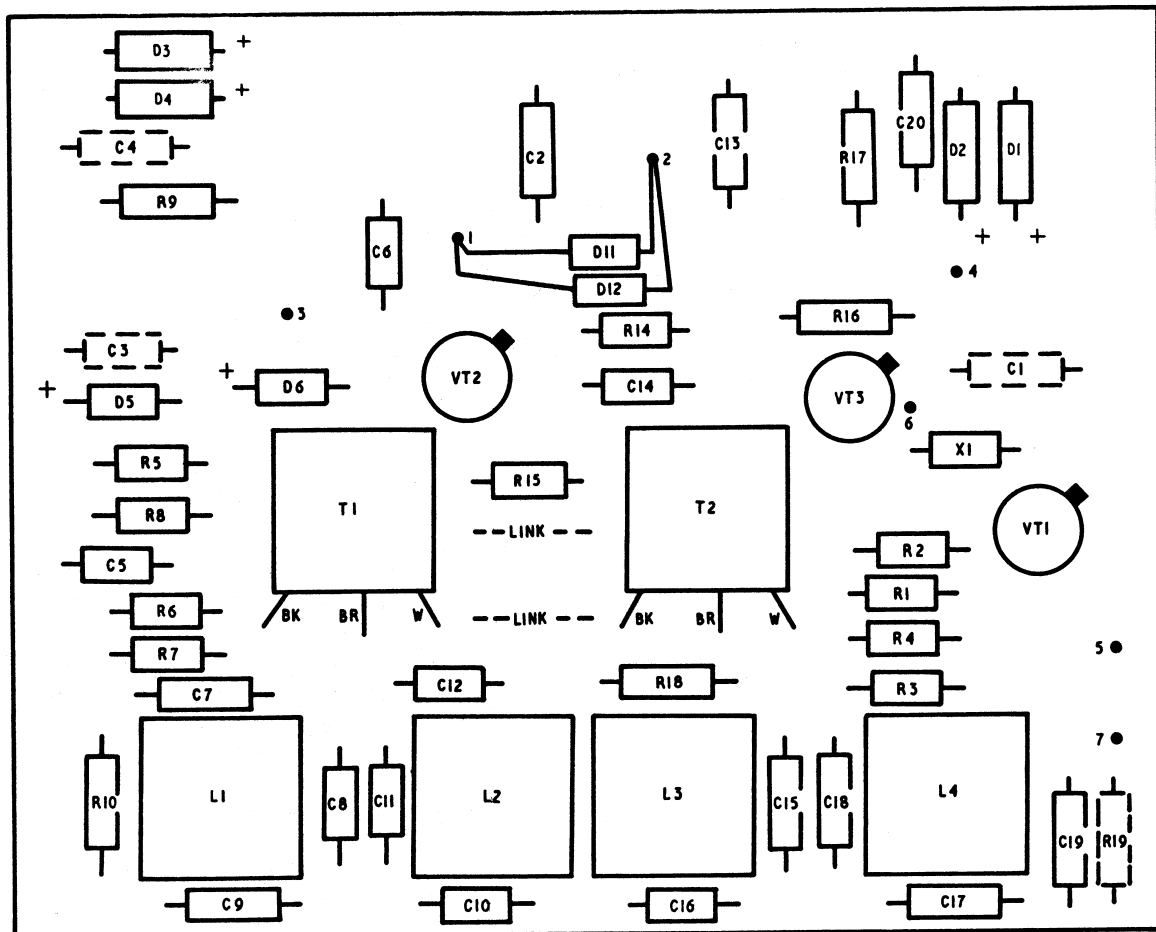 D3 +
D4 +
C4
R9
C2
C13
R17
C20
D2
D1
+ +
2
1
C6
D11
D12
4
3
R14
R16
C3
+ D5
+ D6
VT2
C14
VT3
C1
6
X1
R5
R8
C5
R6
R7
C7
T1
R15
--LINK--
--LINK--
T2
BK BR W
BK BR W
VT1
R2
R1
R4
R3
5
7
C12
R18
R10
L1
C8
C11
L2
L3
C15
C18
L4
C19
R19
C9
C10
C16
C17